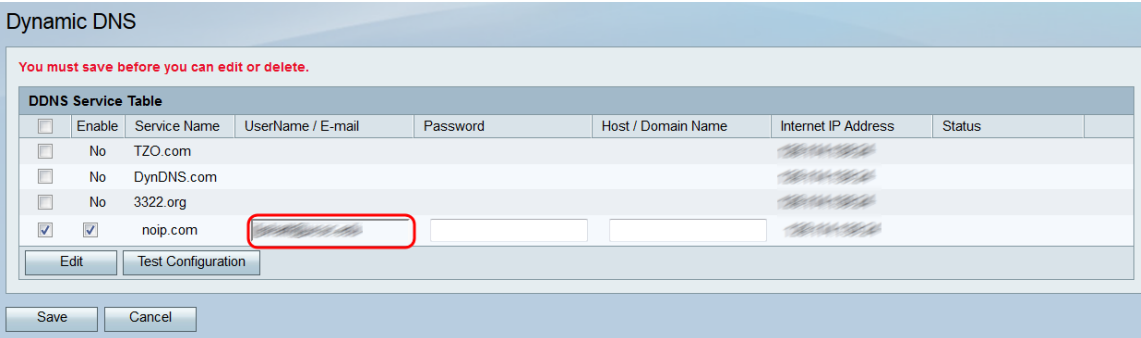 Dynamic DNS
You must save before you can edit or delete.
DDNS Service Table
Enable Service Name UserName / E-mail Password Host / Domain Name Internet IP Address Status
No TZO.com
No DynDNS.com
No 3322.org
noip.com
Edit Test Configuration
Save Cancel